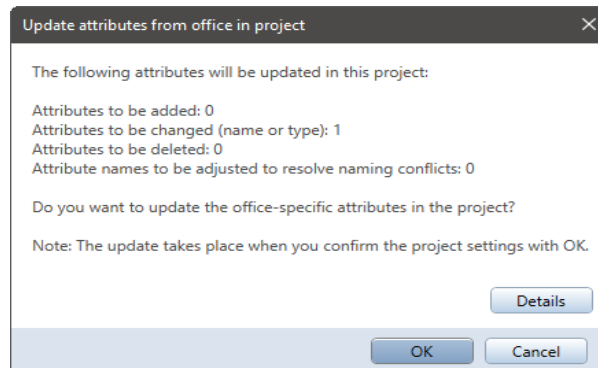 Update attributes from office in project
The following attributes will be updated in this project:
Attributes to be added: 0
Attributes to be changed (name or type): 1
Attributes to be deleted: 0
Attribute names to be adjusted to resolve naming conflicts: 0
Do you want to update the office-specific attributes in the project?
Note: The update takes place when you confirm the project settings with OK.
Details
OK
Cancel